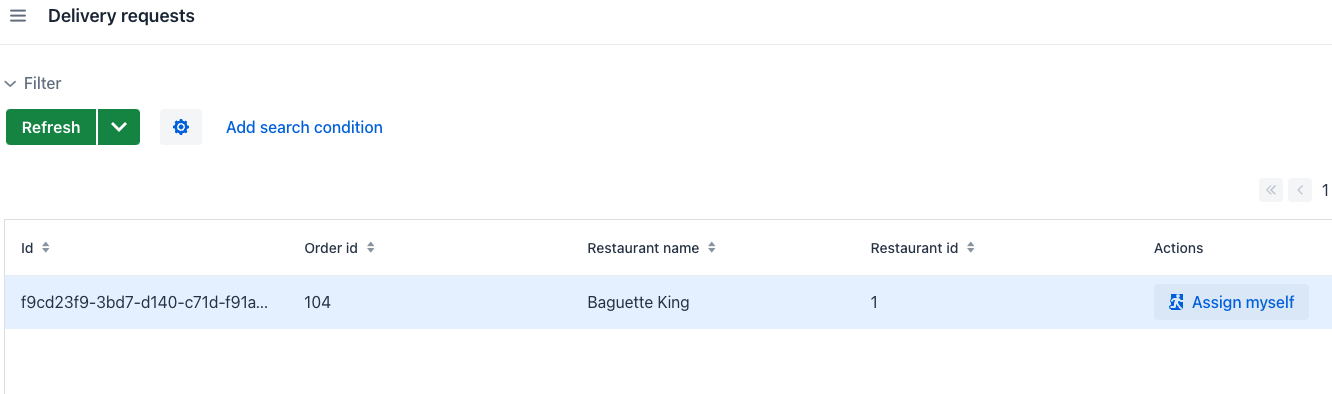 Delivery requests
Filter
Refresh Add search condition
1
Id Order id Restaurant name Restaurant id Actions
f9cd23f9-3bd7-d140-c71d-f91a... 104 Baguette King 1 Assign myself